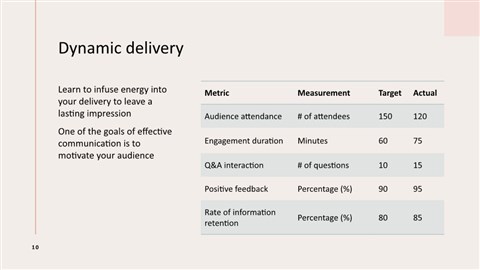 Dynamic delivery
Learn to infuse energy into
your delivery to leave a
lasting impression
One of the goals of effective
communication is to
motivate your audience
Metric Measurement Target Actual
Audience attendance # of attendees 150 120
Engagement duration Minutes 60 75
Q&A interaction # of questions 10 15
Positive feedback Percentage (%) 90 95
Rate of information
retention Percentage (%) 80 85
10